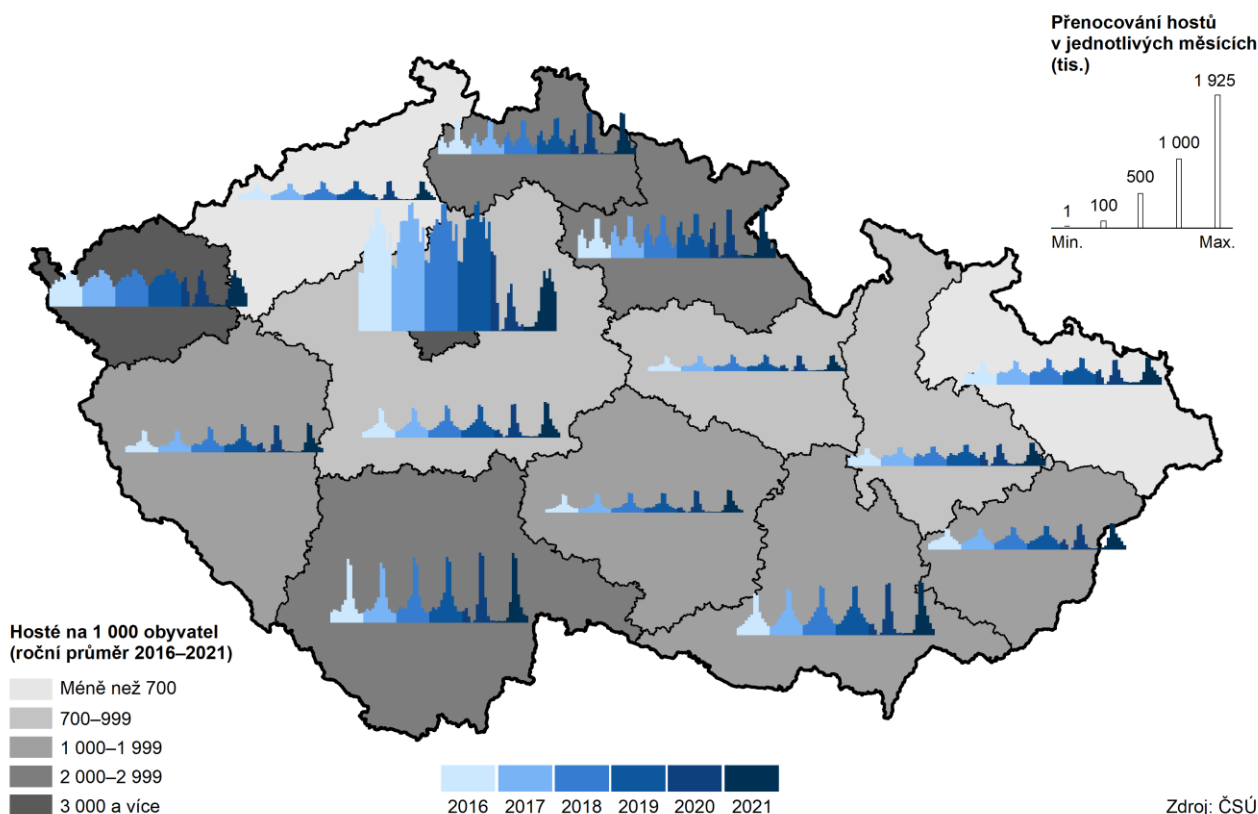 Přenocování hostů
v jednotlivých měsících
(tis.)
1 925
1 000
500
100
1
Min.
Max.
Hosté na 1 000 obyvatel
(roční průměr 2016–2021)
Méně než 700
700–999
1 000–1 999
2 000–2 999
3 000 a více
2016 2017 2018 2019 2020 2021
Zdroj: ČSÚ